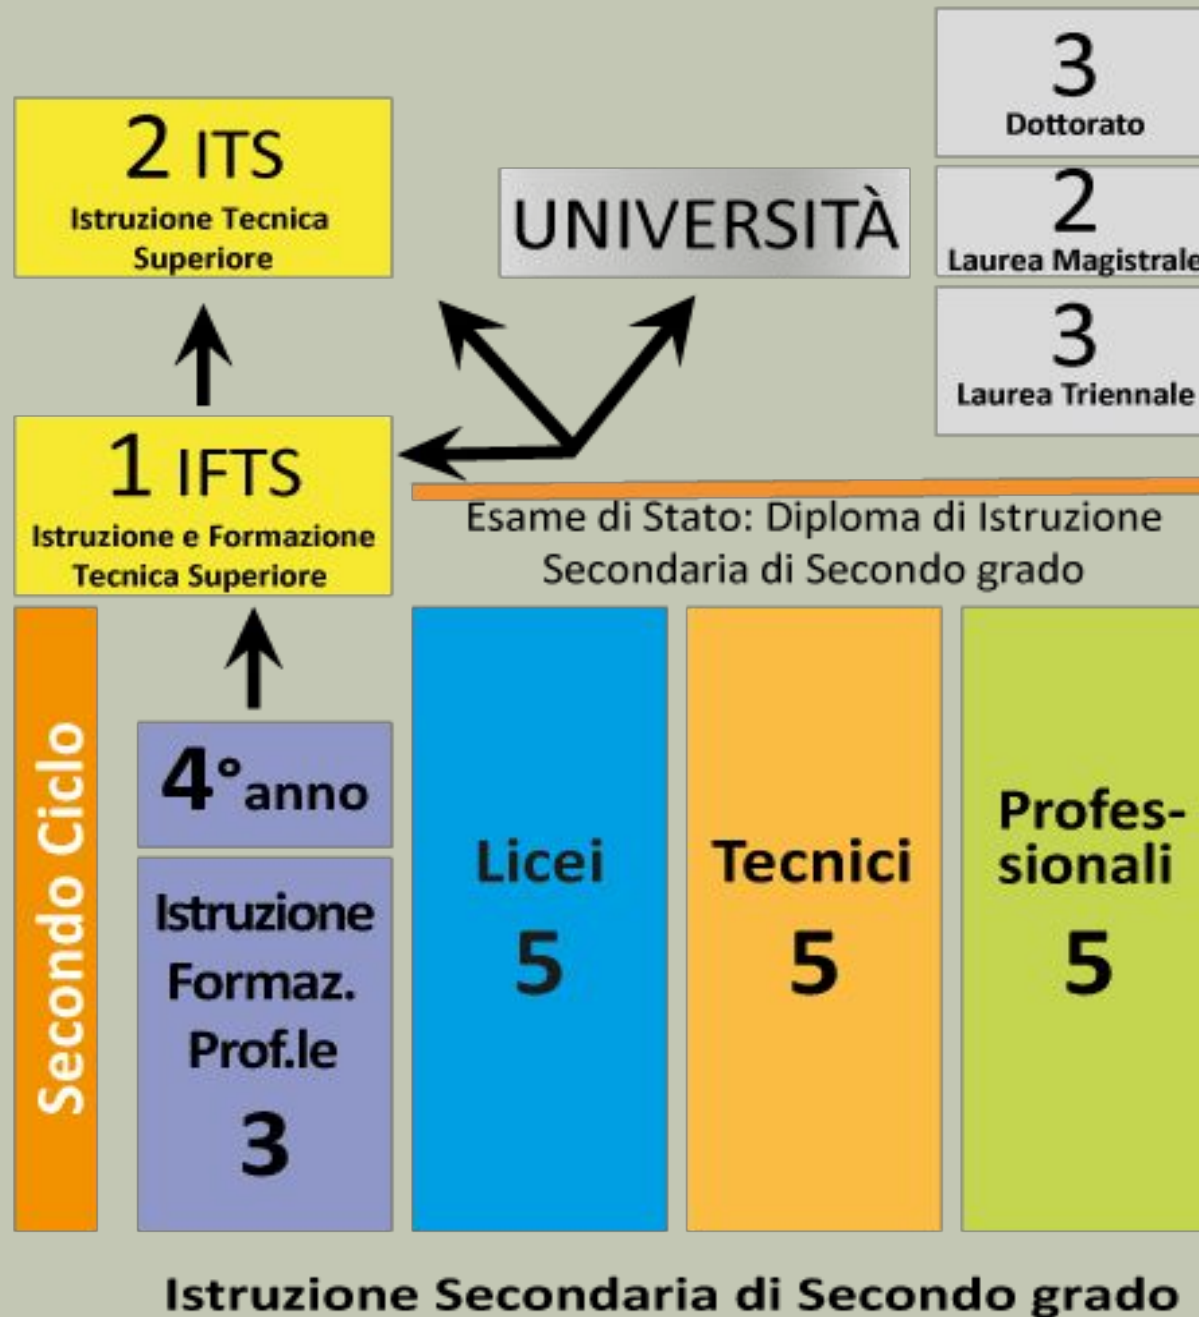 3
Dottorato
2 ITS
Istruzione Tecnica
Superiore
UNIVERSITÀ
2
Laurea Magistrale
3
Laurea Triennale
1 IFTS
Istruzione e Formazione
Tecnica Superiore
Esame di Stato: Diploma di Istruzione
Secondaria di Secondo grado
Secondo Ciclo
4°anno
Istruzione
Formaz.
Prof.le
3
Licei
5
Tecnici
5
Profes-
sionali
5
Istruzione Secondaria di Secondo grado